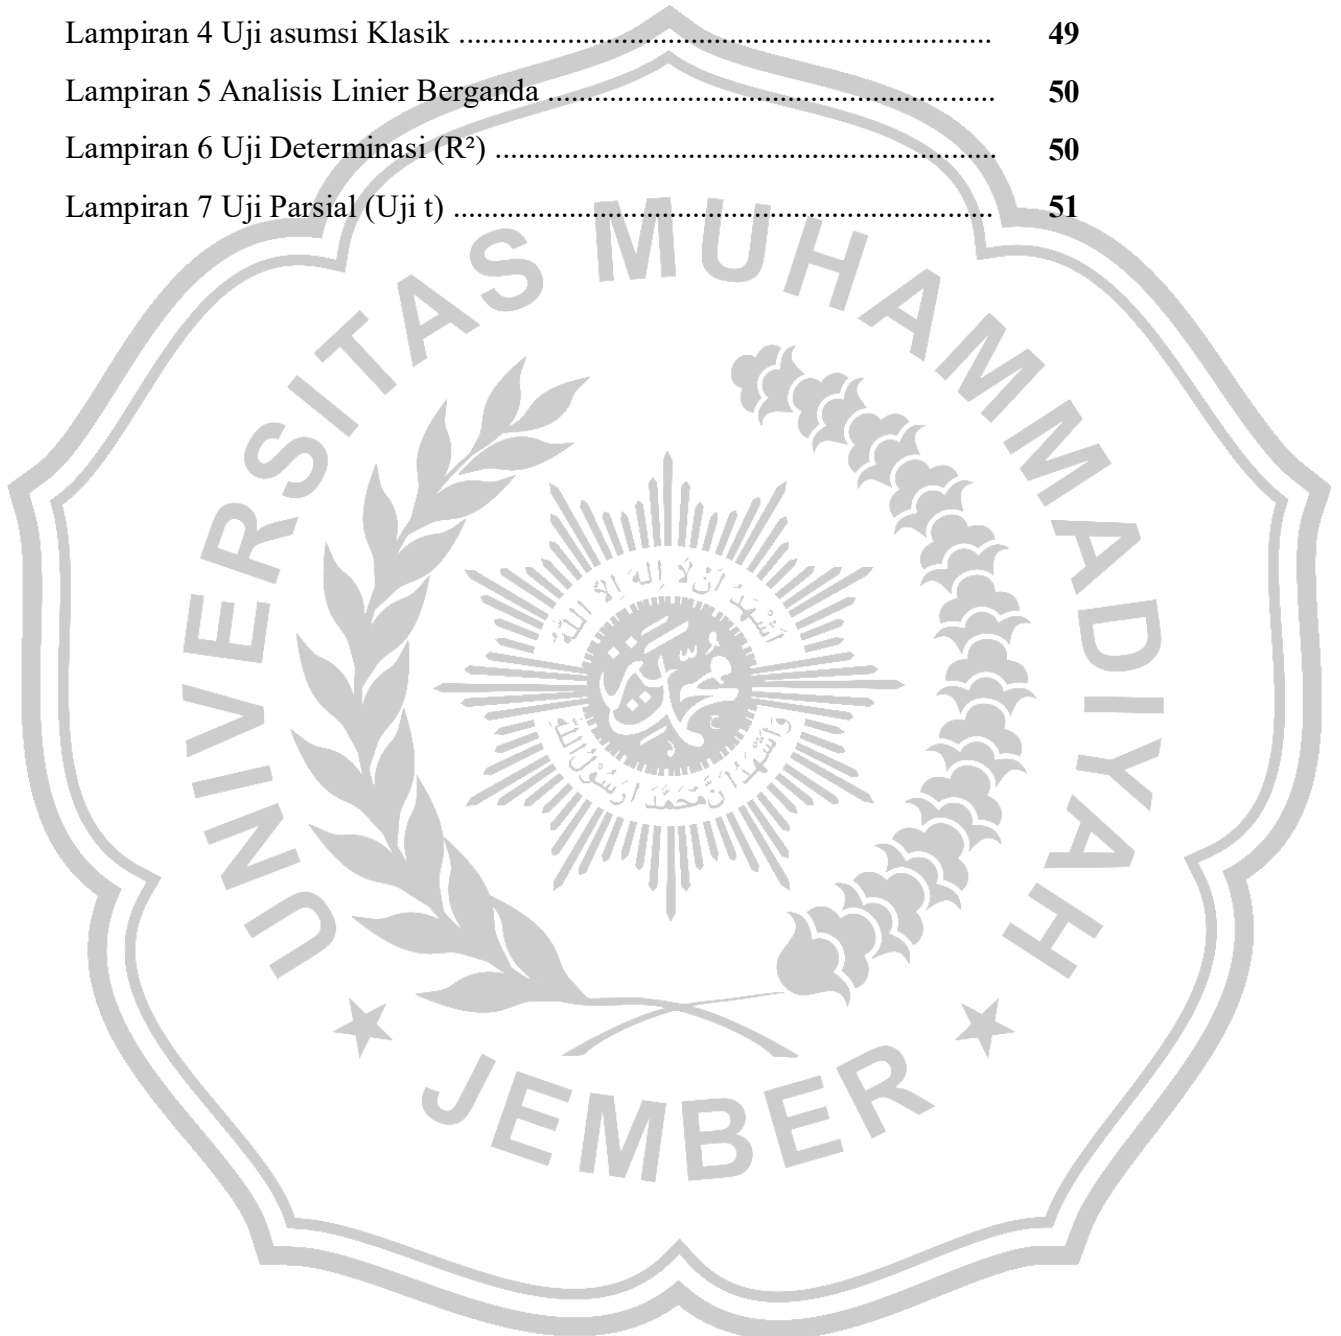 Lampiran 4 Uji asumsi Klasik ..................................................................... 49
Lampiran 5 Analisis Linier Berganda .......................................................... 50
Lampiran 6 Uji Determinasi (R²) ................................................................. 50
Lampiran 7 Uji Parsial (Uji t) ...................................................................... 51
UNIVERSITAS MUHAMMADIYAH
JEMBER